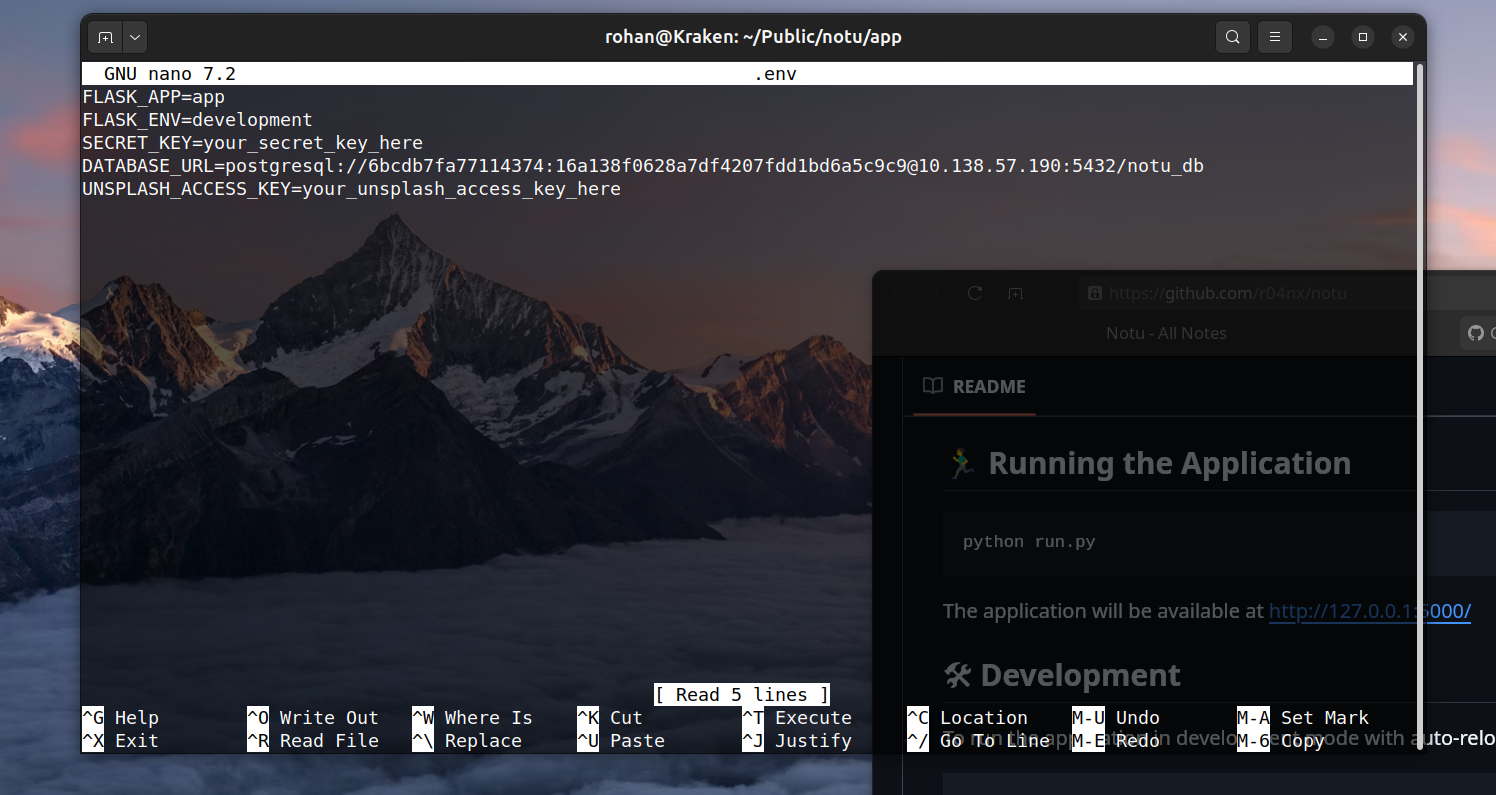 rohan@Kraken: ~/Public/notu/app
GNU nano 7.2 .env
FLASK_APP=app
FLASK_ENV=development
SECRET_KEY=your_secret_key_here
DATABASE_URL=postgresql://6bcdb7fa77114374:16a138f0628a7df4207fdd1bd6a5c9c9@10.138.57.190:5432/notu_db
UNSPLASH_ACCESS_KEY=your_unsplash_access_key_here
https://github.com/r04nx/notu
Notu - All Notes
README
🏃‍♂️ Running the Application
python run.py
The application will be available at http://127.0.0.1:5000/
🛠 Development
[ Read 5 lines ]
^G Help ^O Write Out ^W Where Is ^K Cut ^T Execute ^C Location M-U Undo M-A Set Mark
^X Exit ^R Read File ^\ Replace ^U Paste ^J Justify ^/ Go To Line M-E Redo M-6 Copy
To run the application in development mode with auto-relo